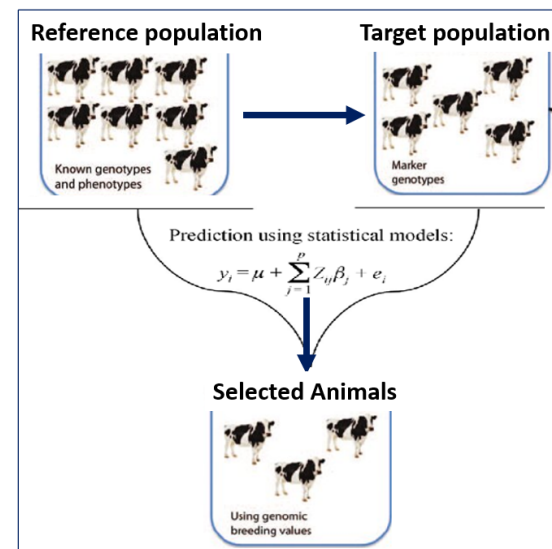 Reference population
Target population
Known genotypes
and phenotypes
Marker
genotypes
Prediction using statistical models:
y_i = μ + ∑_{j=1}^{p} Z_{ij}β_j + e_i
Selected Animals
Using genomic
breeding values